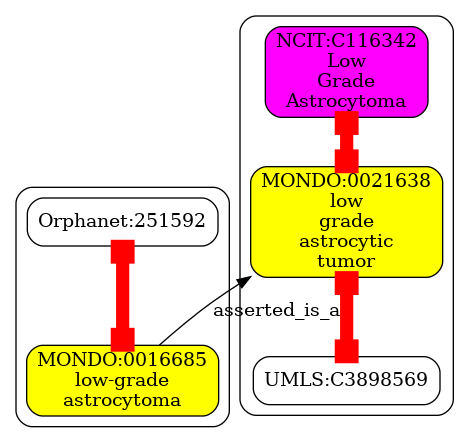 NCIT:C116342
Low
Grade
Astrocytoma
MONDO:0021638
low
grade
astrocytic
tumor
Orphanet:251592
asserted_is_a
MONDO:0016685
low-grade
astrocytoma
UMLS:C3898569